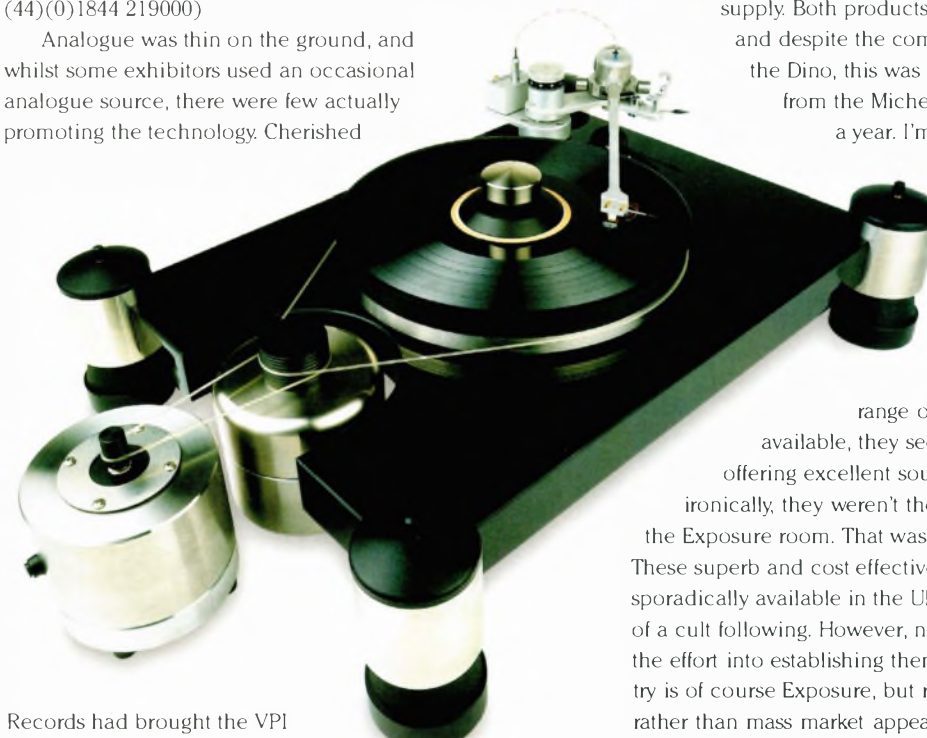 (44)(0)1844 219000)
Analogue was thin on the ground, and
whilst some exhibitors used an occasional
analogue source, there were few actually
promoting the technology. Cherished
Records had brought the VPI
supply. Both products
and despite the com
the Dino, this was
from the Miche
a year. I'm
range o
available, they se
offering excellent sou
ironically, they weren't the
the Exposure room. That was
These superb and cost effective
sporadically available in the U
of a cult following. However, n
the effort into establishing them
try is of course Exposure, but r
rather than mass market appea